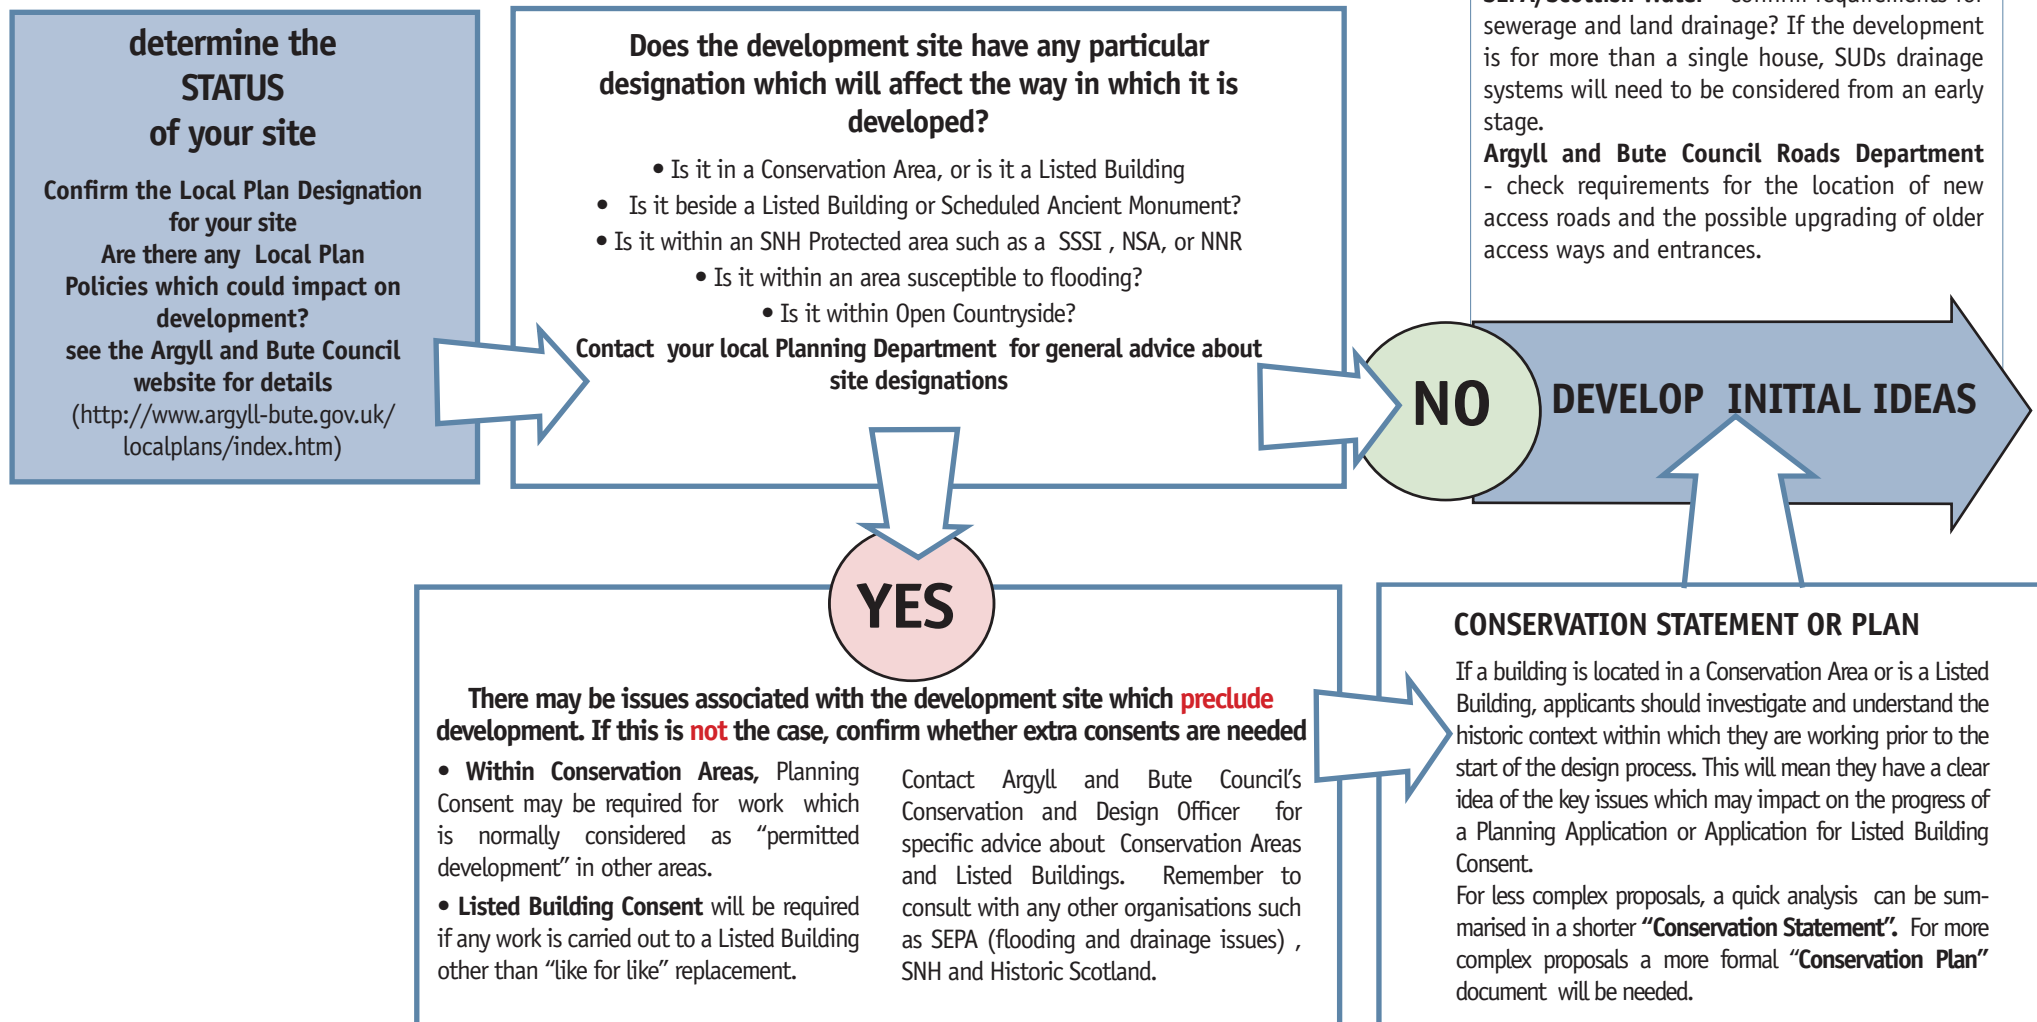 determine the
STATUS
of your site
Confirm the Local Plan Designation
for your site
Are there any Local Plan
Policies which could impact on
development?
see the Argyll and Bute Council
website for details
(http://www.argyll-bute.gov.uk/
localplans/index.htm)
Does the development site have any particular
designation which will affect the way in which it is
developed?
• Is it in a Conservation Area, or is it a Listed Building
• Is it beside a Listed Building or Scheduled Ancient Monument?
• Is it within an SNH Protected area such as a SSSI , NSA, or NNR
• Is it within an area susceptible to flooding?
• Is it within Open Countryside?
Contact your local Planning Department for general advice about
site designations
SEPA/Scottish Water - confirm requirements for
sewerage and land drainage? If the development
is for more than a single house, SUDs drainage
systems will need to be considered from an early
stage.
Argyll and Bute Council Roads Department
- check requirements for the location of new
access roads and the possible upgrading of older
access ways and entrances.
NO
DEVELOP INITIAL IDEAS
YES
There may be issues associated with the development site which preclude
development. If this is not the case, confirm whether extra consents are needed
• Within Conservation Areas, Planning
Consent may be required for work which
is normally considered as “permitted
development” in other areas.
• Listed Building Consent will be required
if any work is carried out to a Listed Building
other than “like for like” replacement.
Contact Argyll and Bute Council’s
Conservation and Design Officer for
specific advice about Conservation Areas
and Listed Buildings. Remember to
consult with any other organisations such
as SEPA (flooding and drainage issues) ,
SNH and Historic Scotland.
CONSERVATION STATEMENT OR PLAN
If a building is located in a Conservation Area or is a Listed
Building, applicants should investigate and understand the
historic context within which they are working prior to the
start of the design process. This will mean they have a clear
idea of the key issues which may impact on the progress of
a Planning Application or Application for Listed Building
Consent.
For less complex proposals, a quick analysis can be sum-
marised in a shorter “Conservation Statement”. For more
complex proposals a more formal “Conservation Plan”
document will be needed.